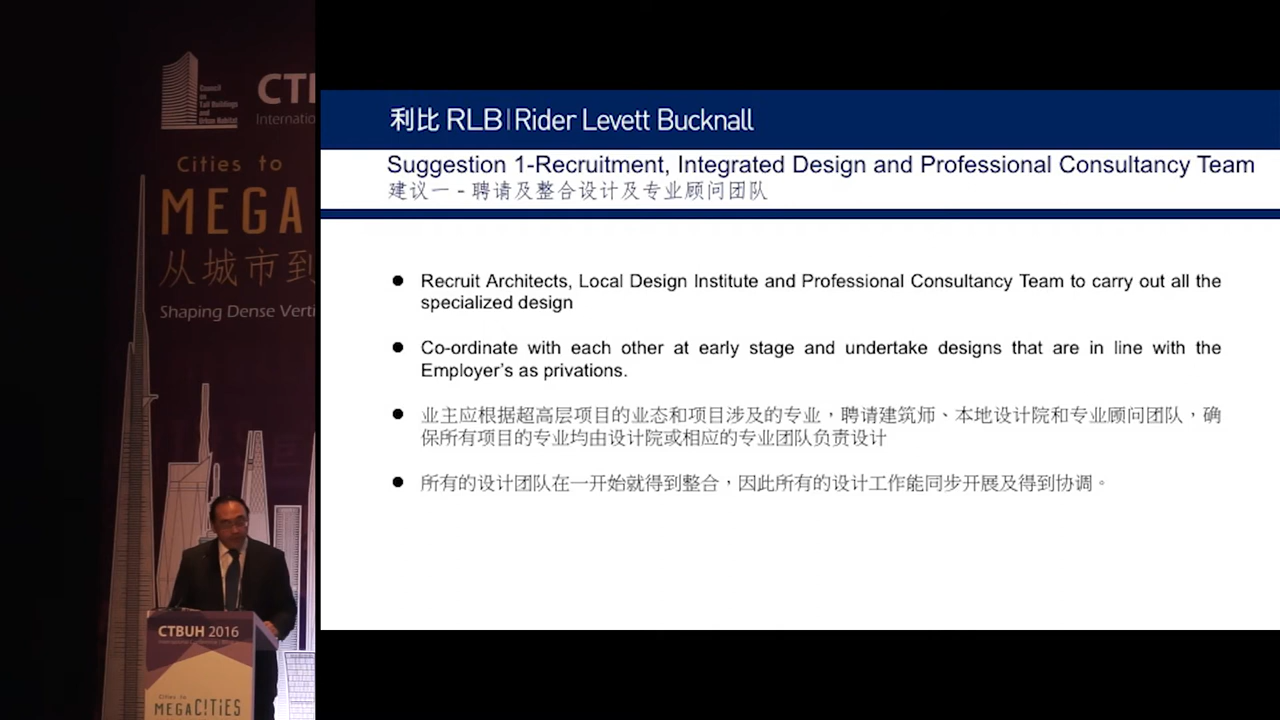 Council
on
Tall Buildings
and
Urban Habitat
Cities to
MEGA
从城市到
Shaping Dense Verti
CTBUH 2016
Cities to
MEGACITIES
利比 RLB|Rider Levett Bucknall
Suggestion 1-Recruitment, Integrated Design and Professional Consultancy Team
建议一 - 聘请及整合设计及专业顾问团队
● Recruit Architects, Local Design Institute and Professional Consultancy Team to carry out all the
specialized design
● Co-ordinate with each other at early stage and undertake designs that are in line with the
Employer's as privations.
● 业主应根据超高层项目的业态和项目涉及的专业，聘请建筑师、本地设计院和专业顾问团队，确
保所有项目的专业均由设计院或相应的专业团队负责设计
● 所有的设计团队在一开始就得到整合，因此所有的设计工作能同步开展及得到协调。